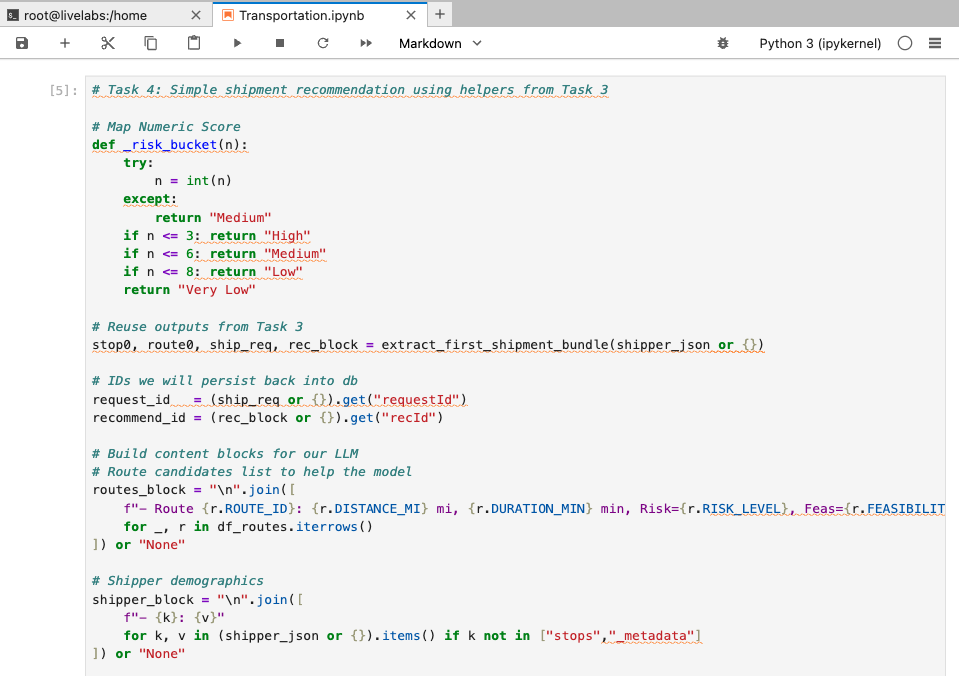 root@livelabs:/home
Transportation.ipynb
Markdown
Python 3 (ipykernel)
[5]:
# Task 4: Simple shipment recommendation using helpers from Task 3
# Map Numeric Score
def _risk_bucket(n):
    try:
        n = int(n)
    except:
        return "Medium"
    if n <= 3: return "High"
    if n <= 6: return "Medium"
    if n <= 8: return "Low"
    return "Very Low"
# Reuse outputs from Task 3
stop0, route0, ship_req, rec_block = extract_first_shipment_bundle(shipper_json or {})
# IDs we will persist back into db
request_id   = (ship_req or {}).get("requestId")
recommend_id = (rec_block or {}).get("recId")
# Build content blocks for our LLM
# Route candidates list to help the model
routes_block = "\n".join([
    f"- Route {r.ROUTE_ID}: {r.DISTANCE_MI} mi, {r.DURATION_MIN} min, Risk={r.RISK_LEVEL}, Feas={r.FEASIBILIT
    for _, r in df_routes.iterrows()
]) or "None"
# Shipper demographics
shipper_block = "\n".join([
    f"- {k}: {v}"
    for k, v in (shipper_json or {}).items() if k not in ["stops","_metadata"]
]) or "None"